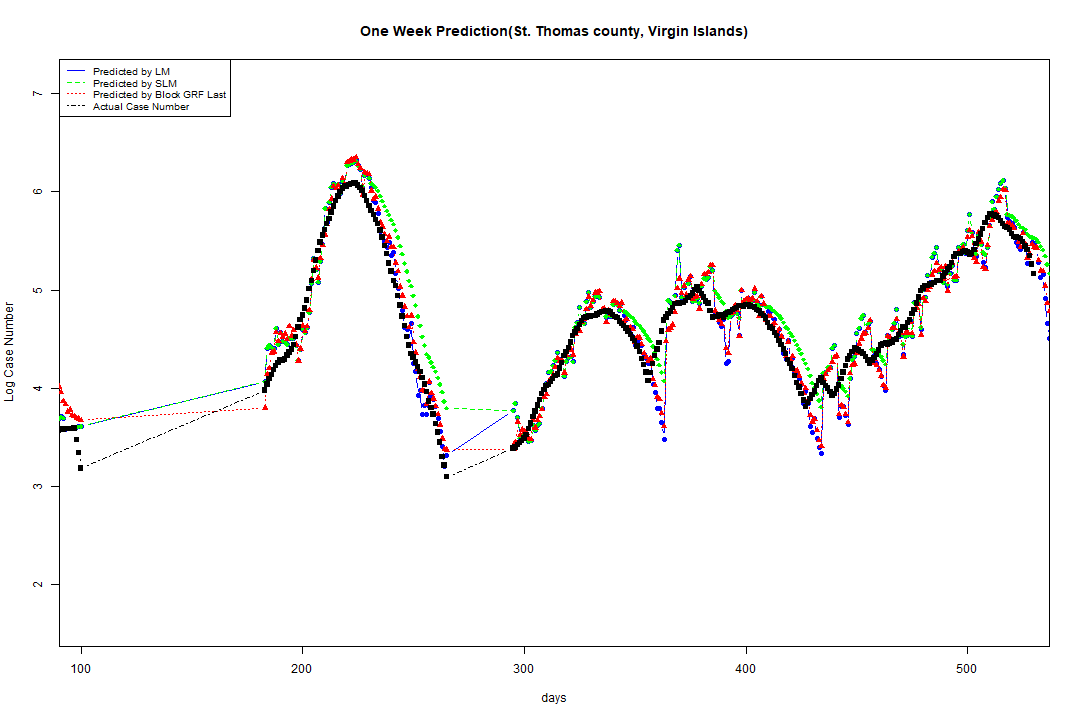 One Week Prediction(St. Thomas county, Virgin Islands)
Predicted by LM
Predicted by SLM
Predicted by Block GRF Last
Actual Case Number
7
6
5
4
3
2
Log Case Number
100 200 300 400 500
days